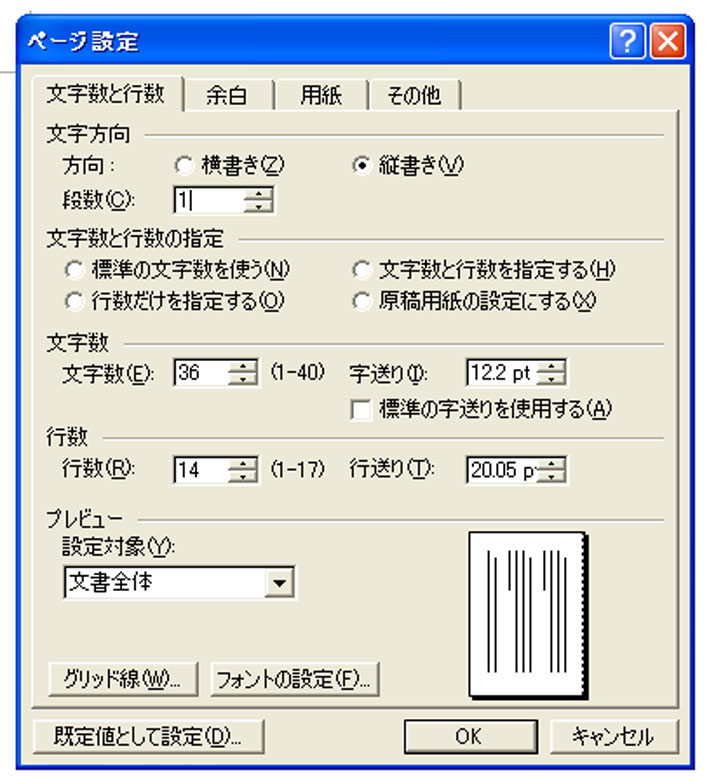 ページ設定
文字数と行数 余白 用紙 その他
文字方向
方向: 横書き(Z) 縦書き(V)
段数(C): 1
文字数と行数の指定
標準の文字数を使う(N) 文字数と行数を指定する(H)
行数だけを指定する(O) 原稿用紙の設定にする(X)
文字数
文字数(E): 36 (1-40) 字送り(I): 12.2 pt
標準の字送りを使用する(A)
行数
行数(R): 14 (1-17) 行送り(T): 20.05 p
プレビュー
設定対象(Y):
文書全体
グリッド線(W)... フォントの設定(F)...
既定値として設定(D)... OK キャンセル